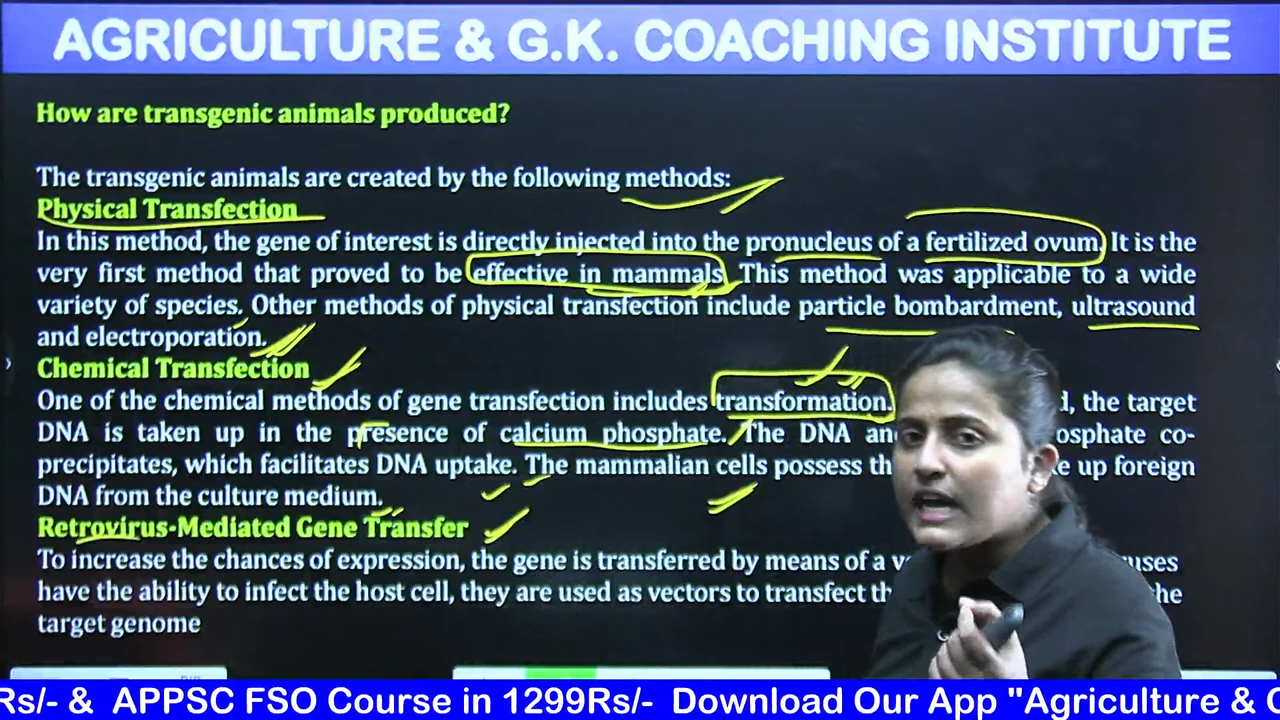 AGRICULTURE & G.K. COACHING INSTITUTE
How are transgenic animals produced?
The transgenic animals are created by the following methods:
Physical Transfection
In this method, the gene of interest is directly injected into the pronucleus of a fertilized ovum. It is the
very first method that proved to be effective in mammals. This method was applicable to a wide
variety of species. Other methods of physical transfection include particle bombardment, ultrasound
and electroporation.
Chemical Transfection
One of the chemical methods of gene transfection includes transformation. the target
DNA is taken up in the presence of calcium phosphate. The DNA co-
precipitates, which facilitates DNA uptake. The mammalian cells possess up foreign
DNA from the culture medium.
Retrovirus-Mediated Gene Transfer
To increase the chances of expression, the gene is transferred by means of a
have the ability to infect the host cell, they are used as vectors to transfect
target genome
Rs/- & APPSC FSO Course in 1299Rs/- Download Our App "Agriculture &